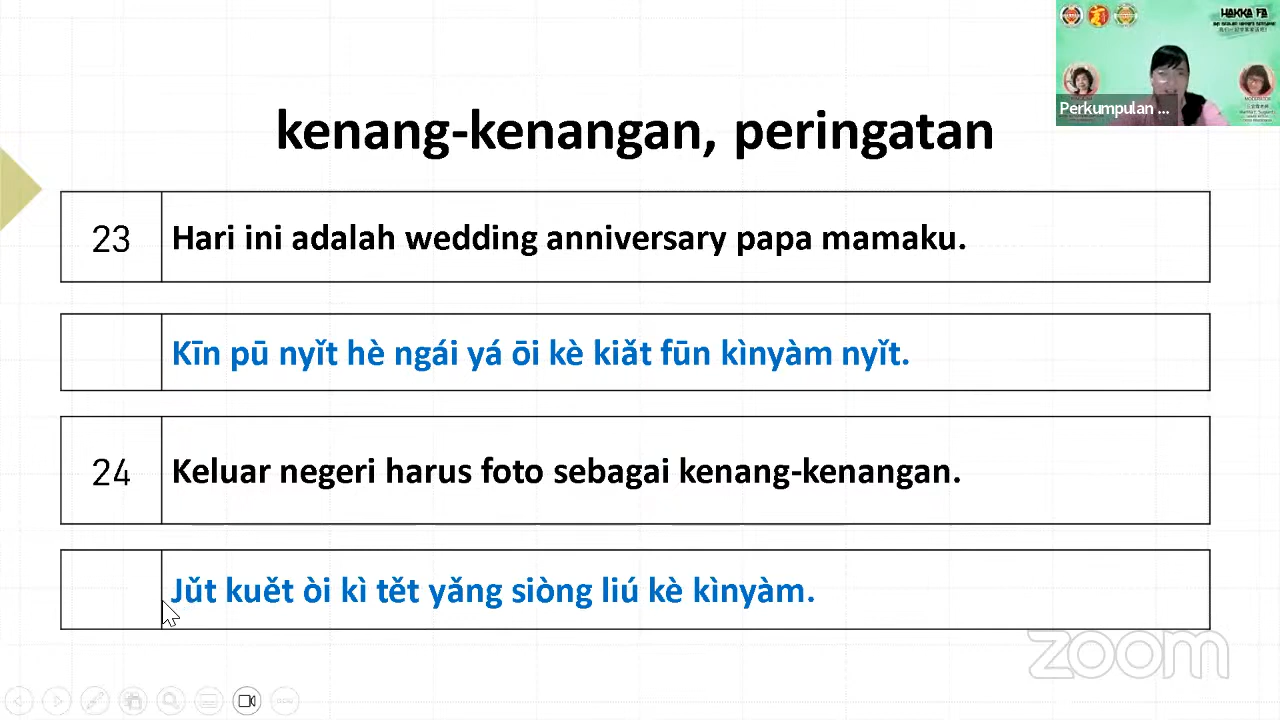 HAKKA FA
MODERATOR
Perkumpulan ...
kenang-kenangan, peringatan
23
Hari ini adalah wedding anniversary papa mamaku.
Kīn pū nyǐt hè ngái yá ōi kè kiǎt fūn kìnyàm nyǐt.
24
Keluar negeri harus foto sebagai kenang-kenangan.
Jǔt kuět òi kì tět yǎng siòng liú kè kìnyàm.
zoom